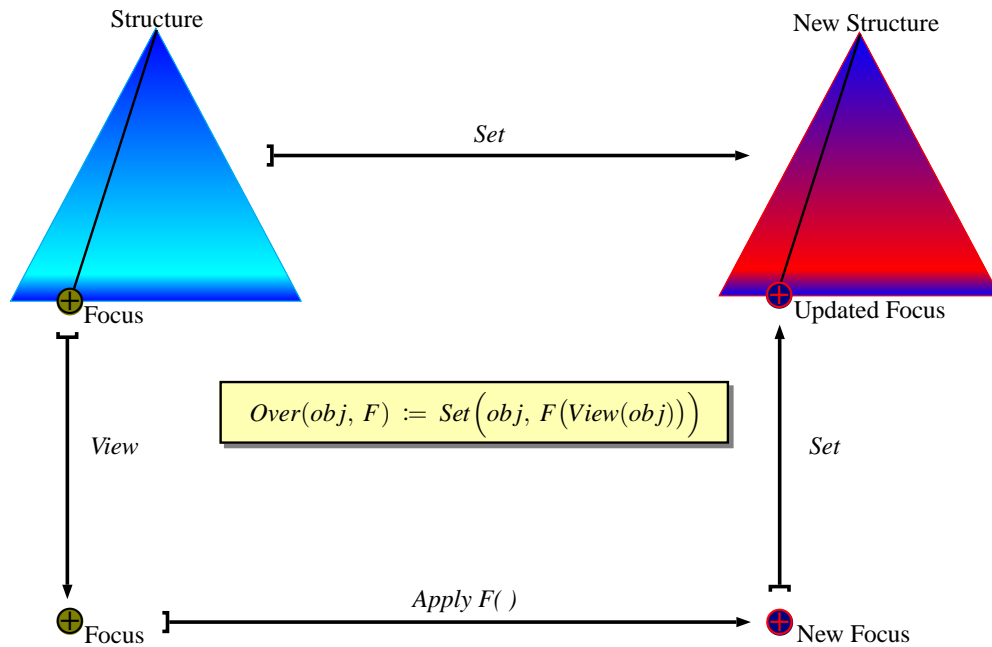 Structure
New Structure
Set
Focus
Updated Focus
Over(obj, F) := Set(obj, F(View(obj)))
View
Set
Apply F( )
Focus
New Focus